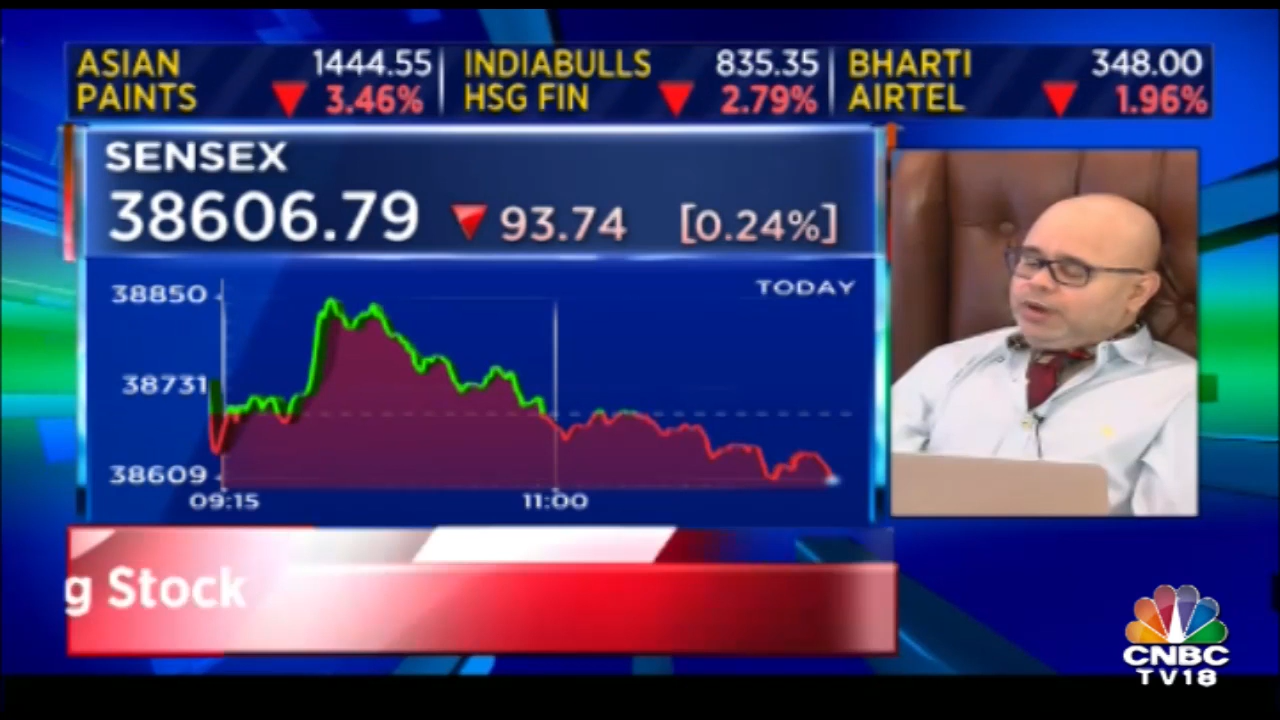 ASIAN PAINTS 1444.55 ▼ 3.46%
INDIABULLS HSG FIN 835.35 ▼ 2.79%
BHARTI AIRTEL 348.00 ▼ 1.96%
SENSEX
38606.79 ▼ 93.74 [0.24%]
TODAY
38850
38731
38609
09:15 11:00
g Stock
CNBC
TV18